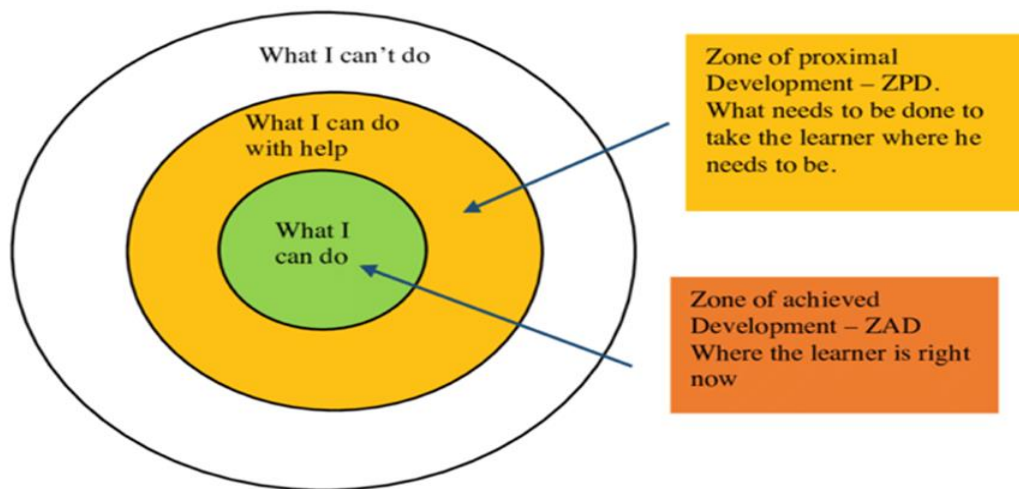 What I can't do
What I can do
with help
What I
can do
Zone of proximal
Development – ZPD.
What needs to be done to
take the learner where he
needs to be.
Zone of achieved
Development – ZAD
Where the learner is right
now